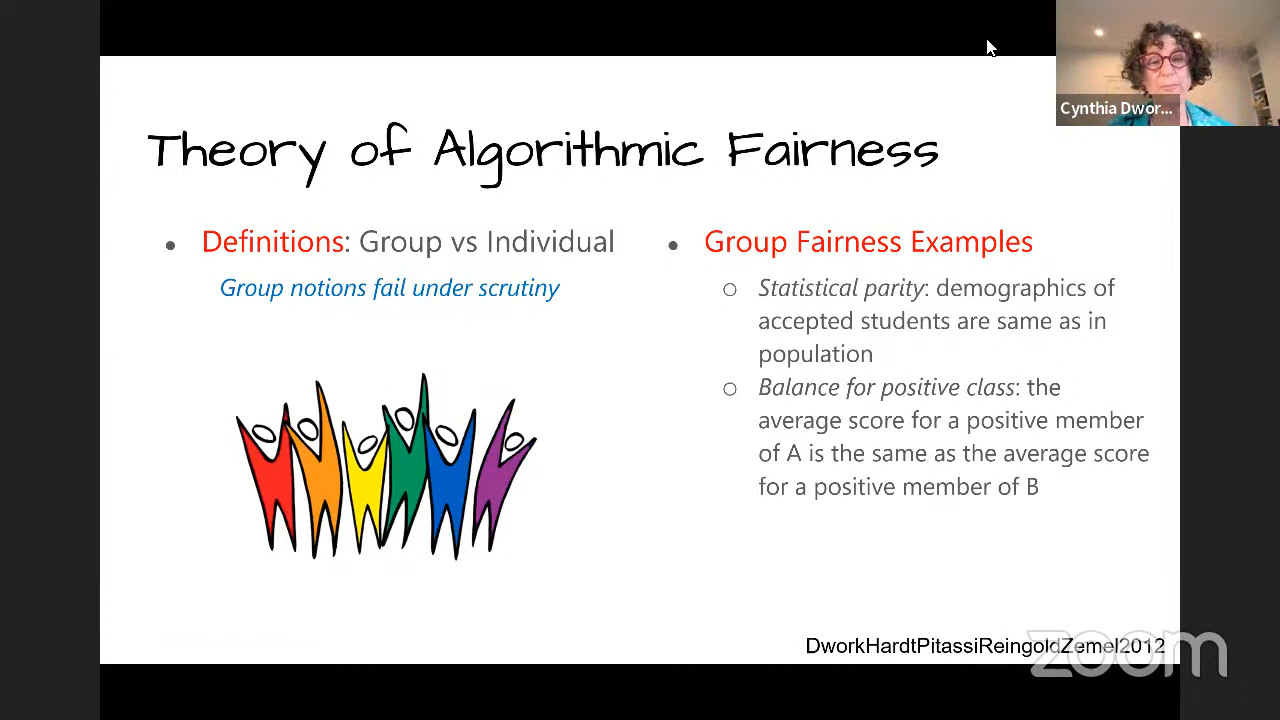 Cynthia Dwor...
Theory of Algorithmic Fairness
• Definitions: Group vs Individual
Group notions fail under scrutiny
• Group Fairness Examples
○ Statistical parity: demographics of
accepted students are same as in
population
○ Balance for positive class: the
average score for a positive member
of A is the same as the average score
for a positive member of B
DworkHardtPitassiReingoldZemel2012
zoom